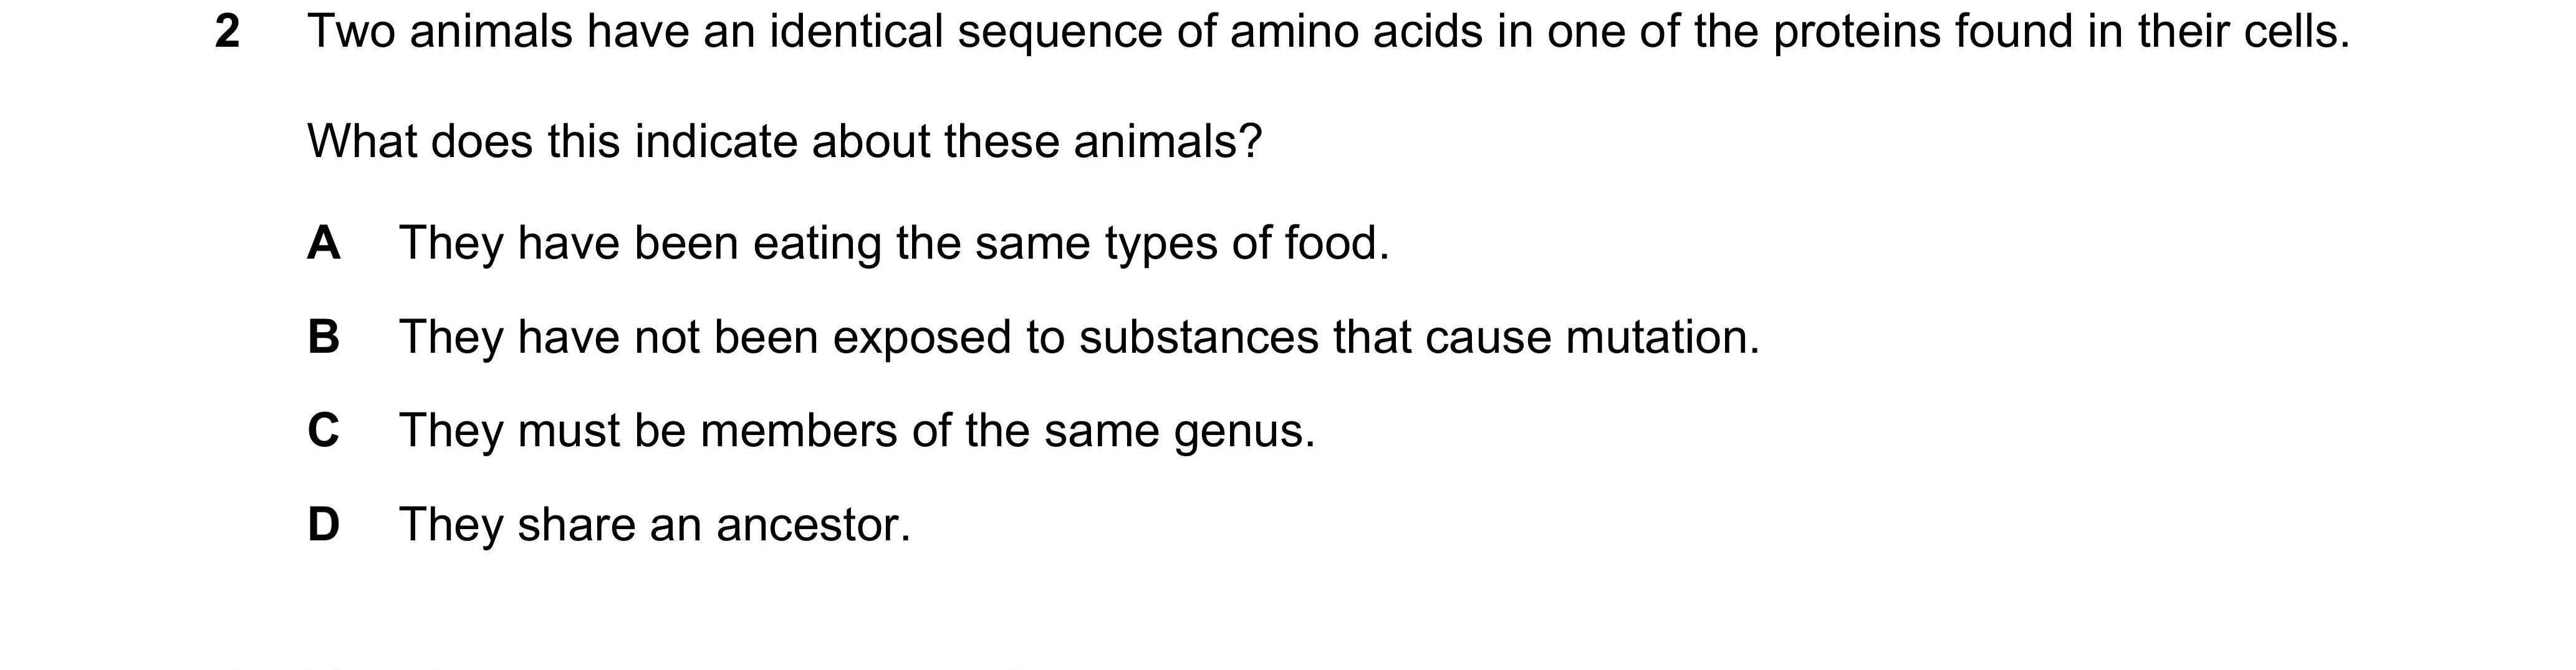 2 Two animals have an identical sequence of amino acids in one of the proteins found in their cells.
What does this indicate about these animals?
A They have been eating the same types of food.
B They have not been exposed to substances that cause mutation.
C They must be members of the same genus.
D They share an ancestor.